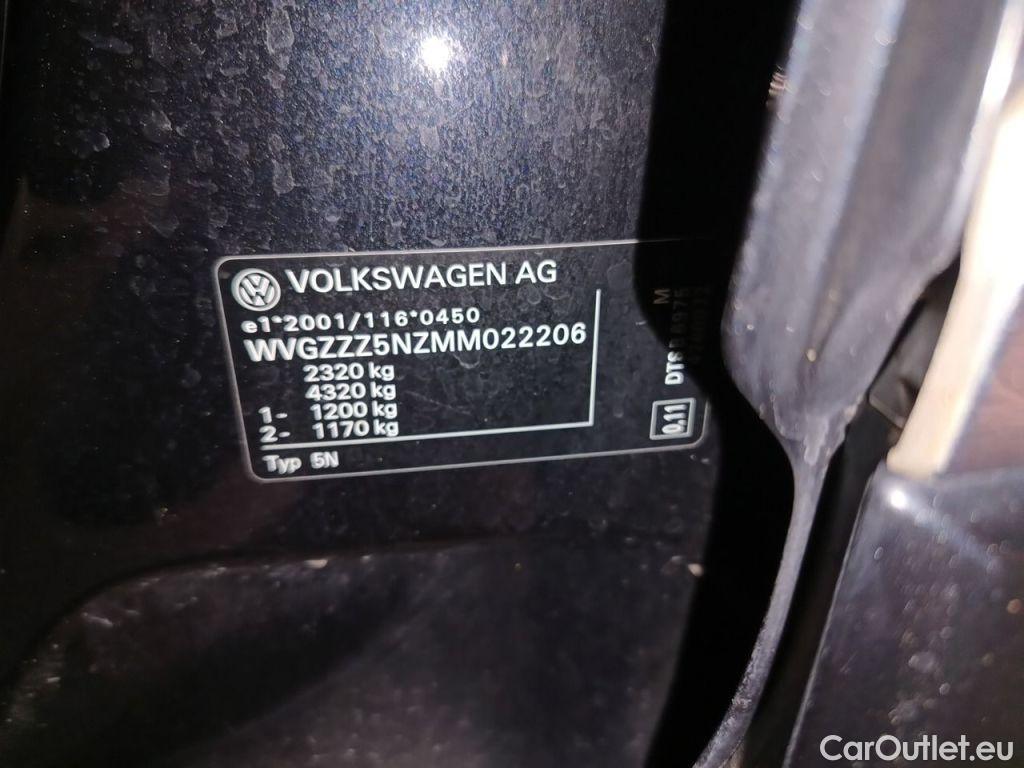 VOLKSWAGEN AG
e1*2001/116*0450
WVGZZZ5NZMM022206
2320 kg
4320 kg
1- 1200 kg
2- 1170 kg
Typ 5N
0,11
M
CarOutlet.eu